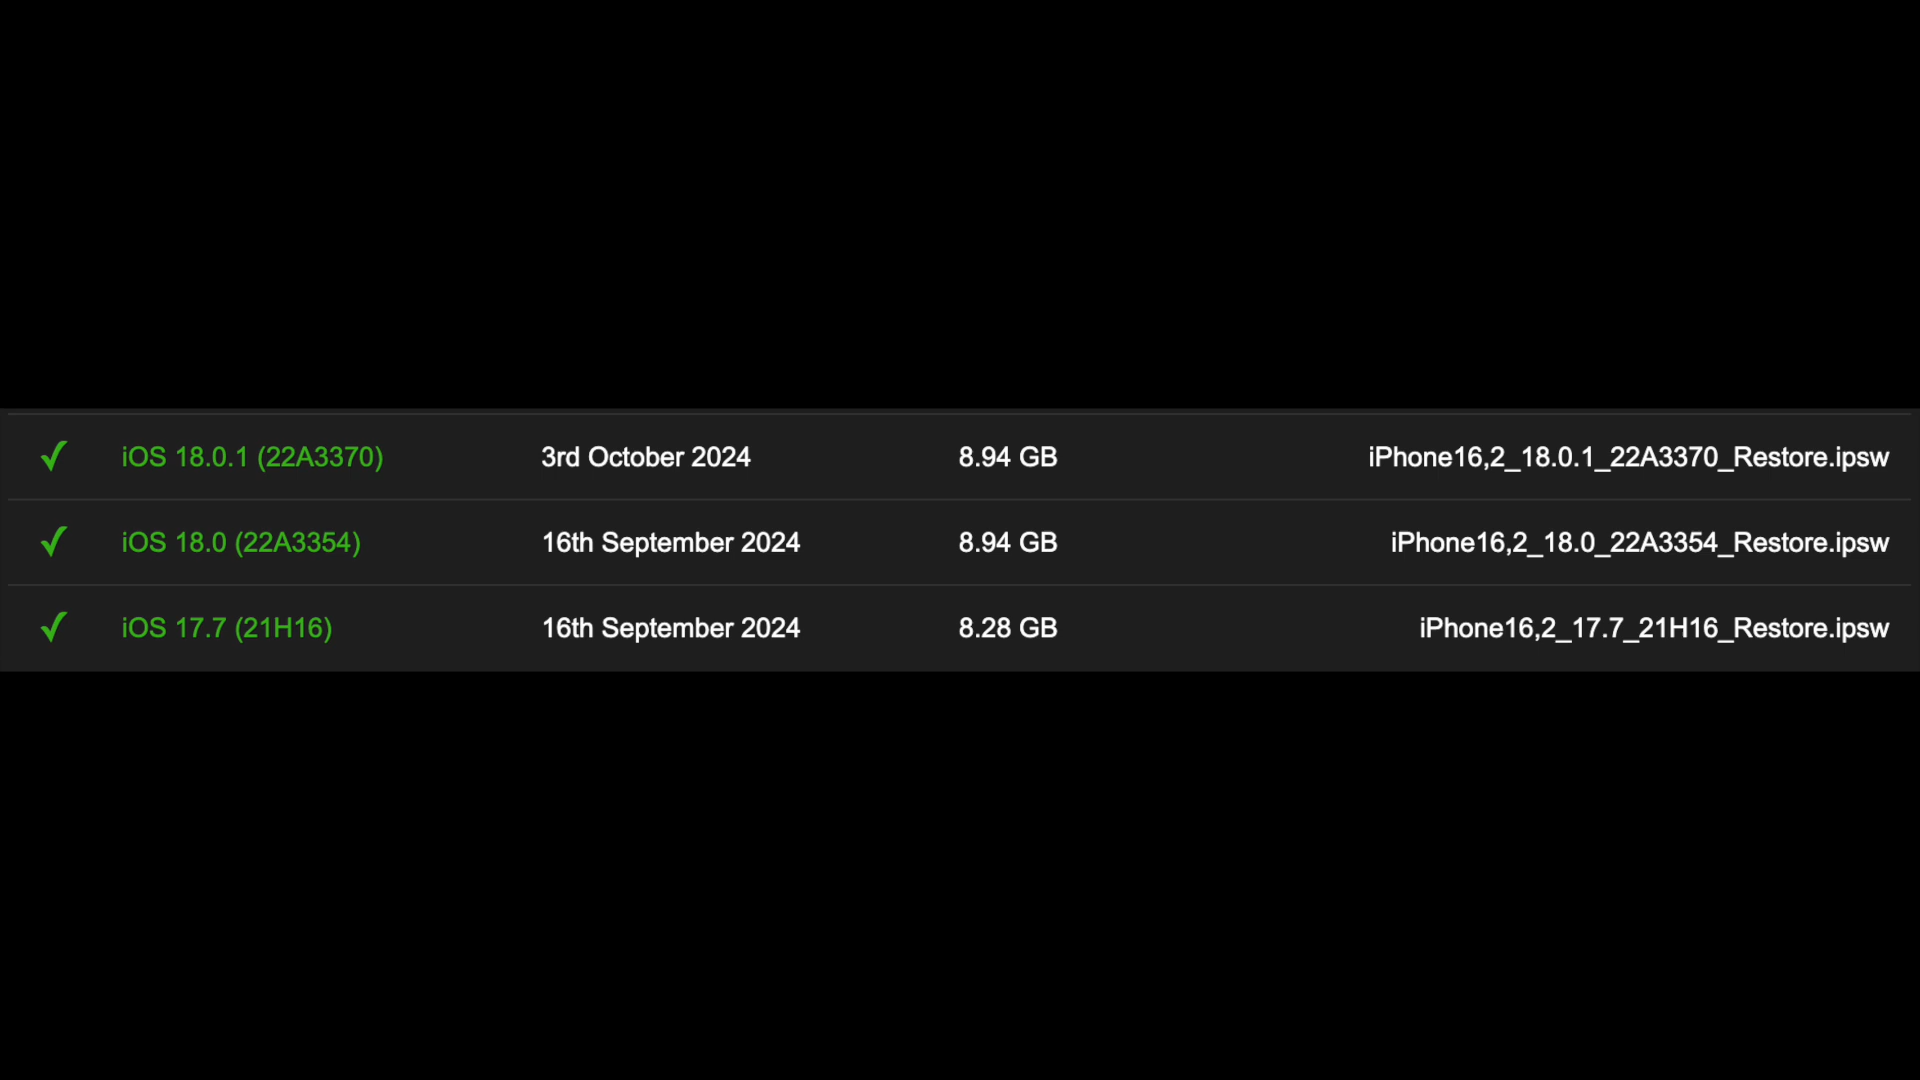 ✓ iOS 18.0.1 (22A3370) 3rd October 2024 8.94 GB iPhone16,2_18.0.1_22A3370_Restore.ipsw
✓ iOS 18.0 (22A3354) 16th September 2024 8.94 GB iPhone16,2_18.0_22A3354_Restore.ipsw
✓ iOS 17.7 (21H16) 16th September 2024 8.28 GB iPhone16,2_17.7_21H16_Restore.ipsw